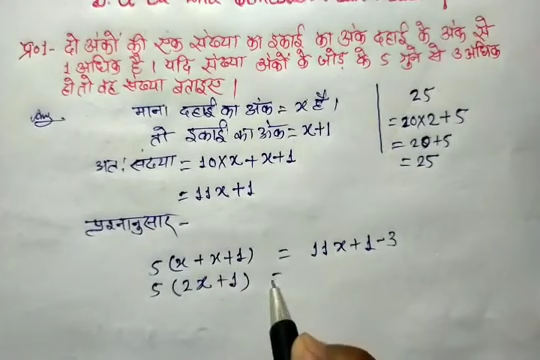 प्र०1- दो अंकों की एक संख्या का इकाई का अंक दहाई के अंक से
1 अधिक है। यदि संख्या अंकों के जोड़ के 5 गुने से 3 अधिक
हो तो वह संख्या बताइए।
माना दहाई का अंक = x है।
तो इकाई का अंक = x+1
अतः संख्या = 10×x + x+1
= 11x+1
प्रश्नानुसार -
5(x+x+1) = 11x+1-3
5(2x+1) =
25
=20×2+5
=20+5
=25